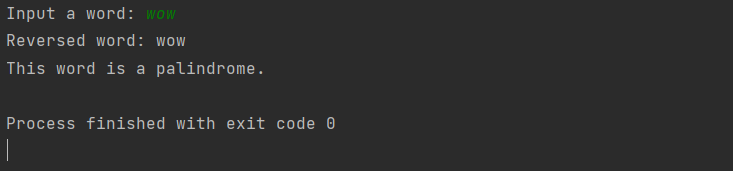 Input a word: wow
Reversed word: wow
This word is a palindrome.
Process finished with exit code 0